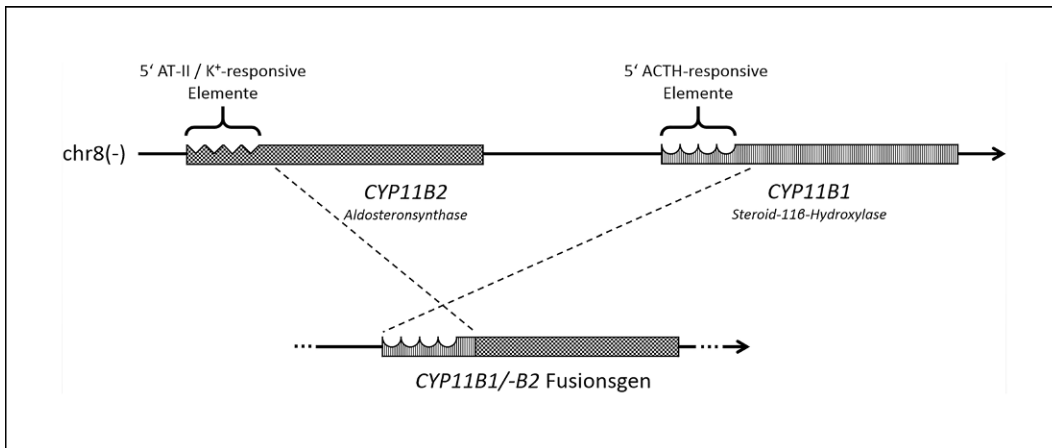 5‘ AT-II / K⁺-responsive
Elemente
5‘ ACTH-responsive
Elemente
chr8(-)
CYP11B2
Aldosteronsynthase
CYP11B1
Steroid-11β-Hydroxylase
CYP11B1/-B2 Fusionsgen